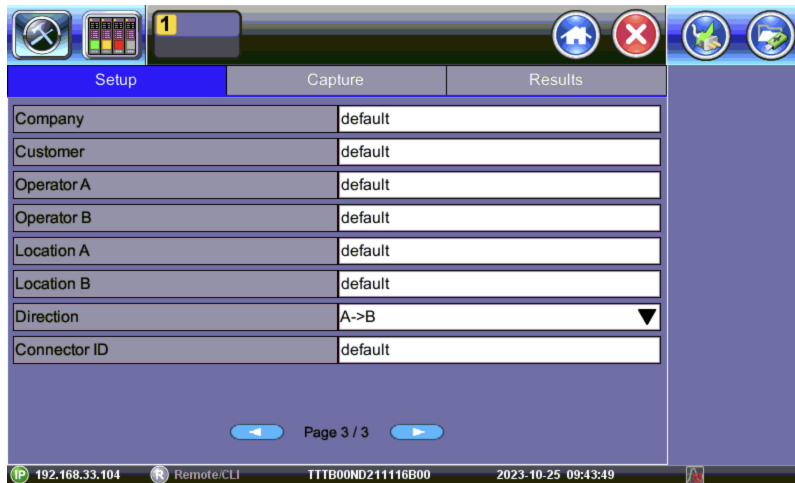 1
Setup Capture Results
Company default
Customer default
Operator A default
Operator B default
Location A default
Location B default
Direction A->B
Connector ID default
Page 3 / 3
IP 192.168.33.104 R Remote/CLI TTTB00ND211116B00 2023-10-25 09:43:49